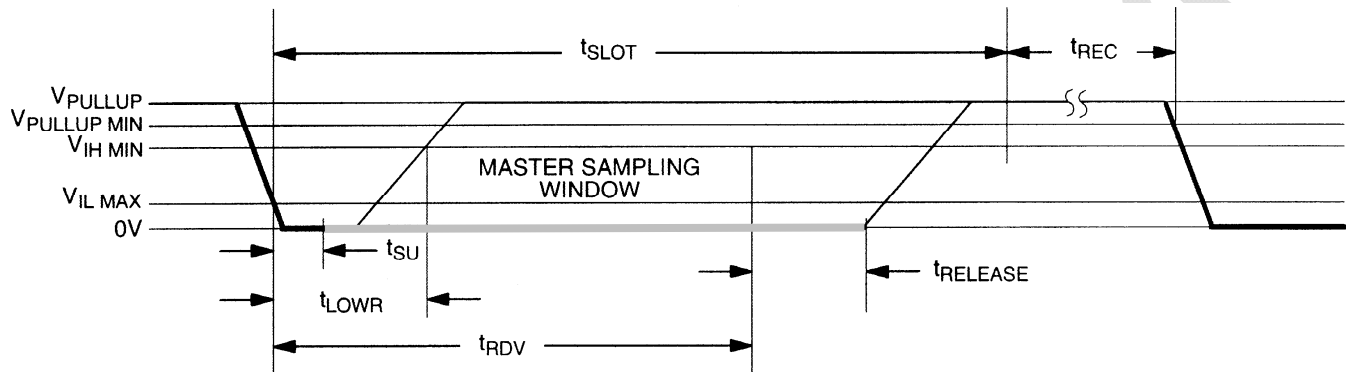 tSLOT
tREC
VPULLUP
VPULLUP MIN
VIH MIN
MASTER SAMPLING
WINDOW
VIL MAX
0V
tSU
tRELEASE
tLOWR
tRDV